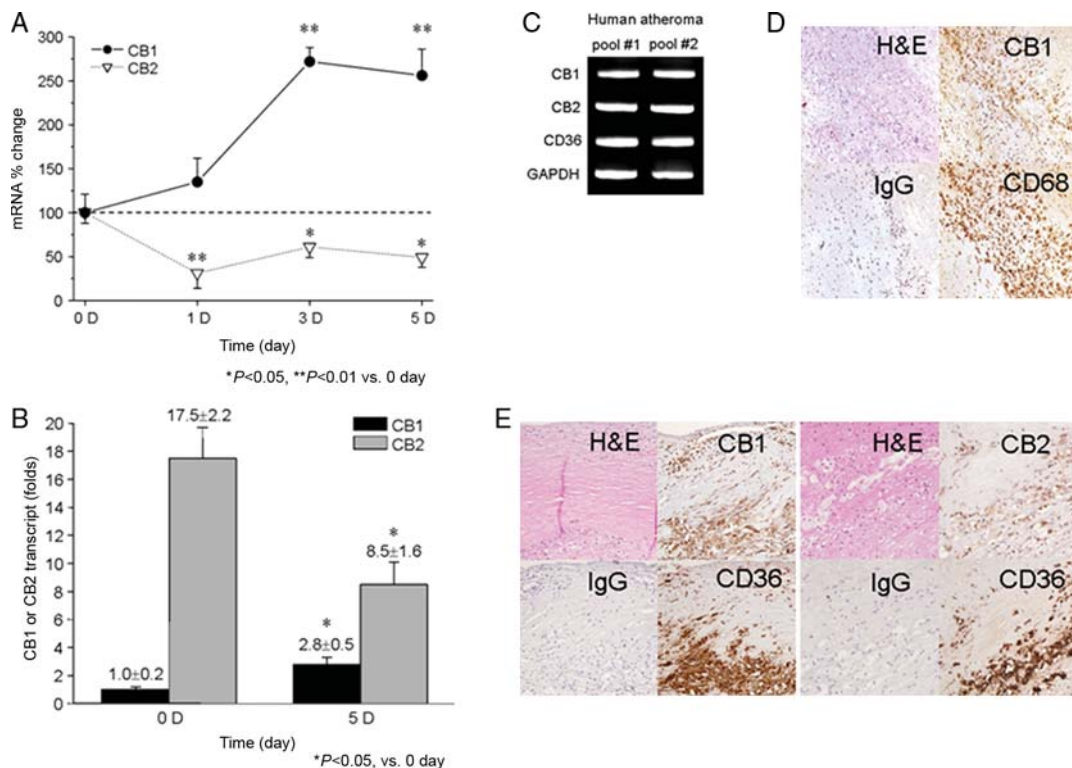 A
300
250
200
150
100
50
0
mRNA % change
CB1
CB2
**
**
**
*
*
0 D
1 D
3 D
5 D
Time (day)
*P<0.05, **P<0.01 vs. 0 day
B
20
18
16
14
12
10
8
6
4
2
0
CB1 or CB2 transcript (folds)
CB1
CB2
17.5±2.2
1.0±0.2
*
2.8±0.5
*
8.5±1.6
0 D
5 D
Time (day)
*P<0.05, vs. 0 day
C
Human atheroma
pool #1 pool #2
CB1
CB2
CD36
GAPDH
D
H&E
CB1
IgG
CD68
E
H&E
CB1
H&E
CB2
IgG
CD36
IgG
CD36